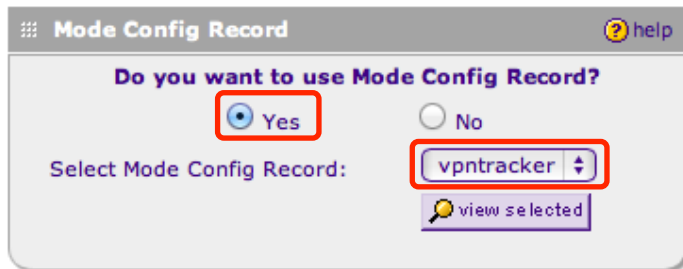 Mode Config Record ? help
Do you want to use Mode Config Record?
Yes No
Select Mode Config Record: vpntracker
view selected